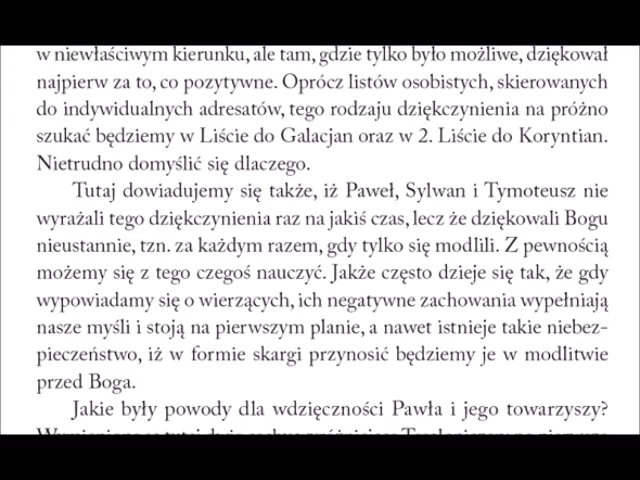 w niewłaściwym kierunku, ale tam, gdzie tylko było możliwe, dziękował
najpierw za to, co pozytywne. Oprócz listów osobistych, skierowanych
do indywidualnych adresatów, tego rodzaju dziękczynienia na próżno
szukać będziemy w Liście do Galacjan oraz w 2. Liście do Koryntian.
Nietrudno domyślić się dlaczego.
Tutaj dowiadujemy się także, iż Paweł, Sylwan i Tymoteusz nie
wyrażali tego dziękczynienia raz na jakiś czas, lecz że dziękowali Bogu
nieustannie, tzn. za każdym razem, gdy tylko się modlili. Z pewnością
możemy się z tego czegoś nauczyć. Jakże często dzieje się tak, że gdy
wypowiadamy się o wierzących, ich negatywne zachowania wypełniają
nasze myśli i stoją na pierwszym planie, a nawet istnieje takie niebez-
pieczeństwo, iż w formie skargi przynosić będziemy je w modlitwie
przed Boga.
Jakie były powody dla wdzięczności Pawła i jego towarzyszy?